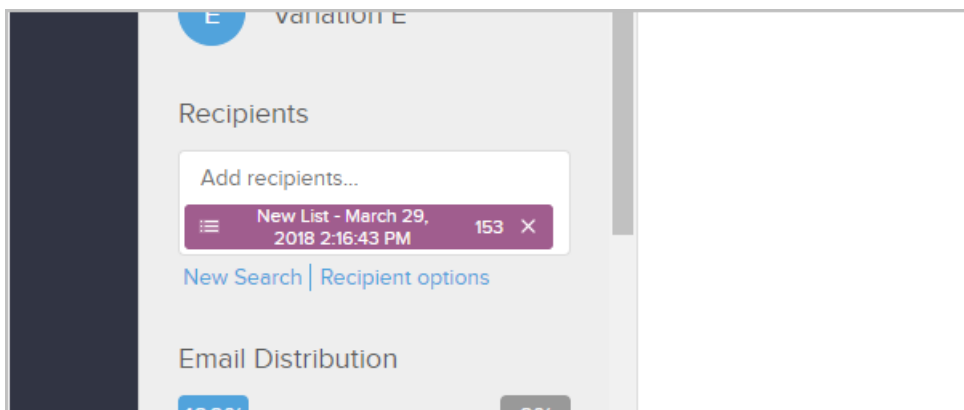 E Variation E
Recipients
Add recipients...
New List - March 29,
2018 2:16:43 PM 153
New Search | Recipient options
Email Distribution